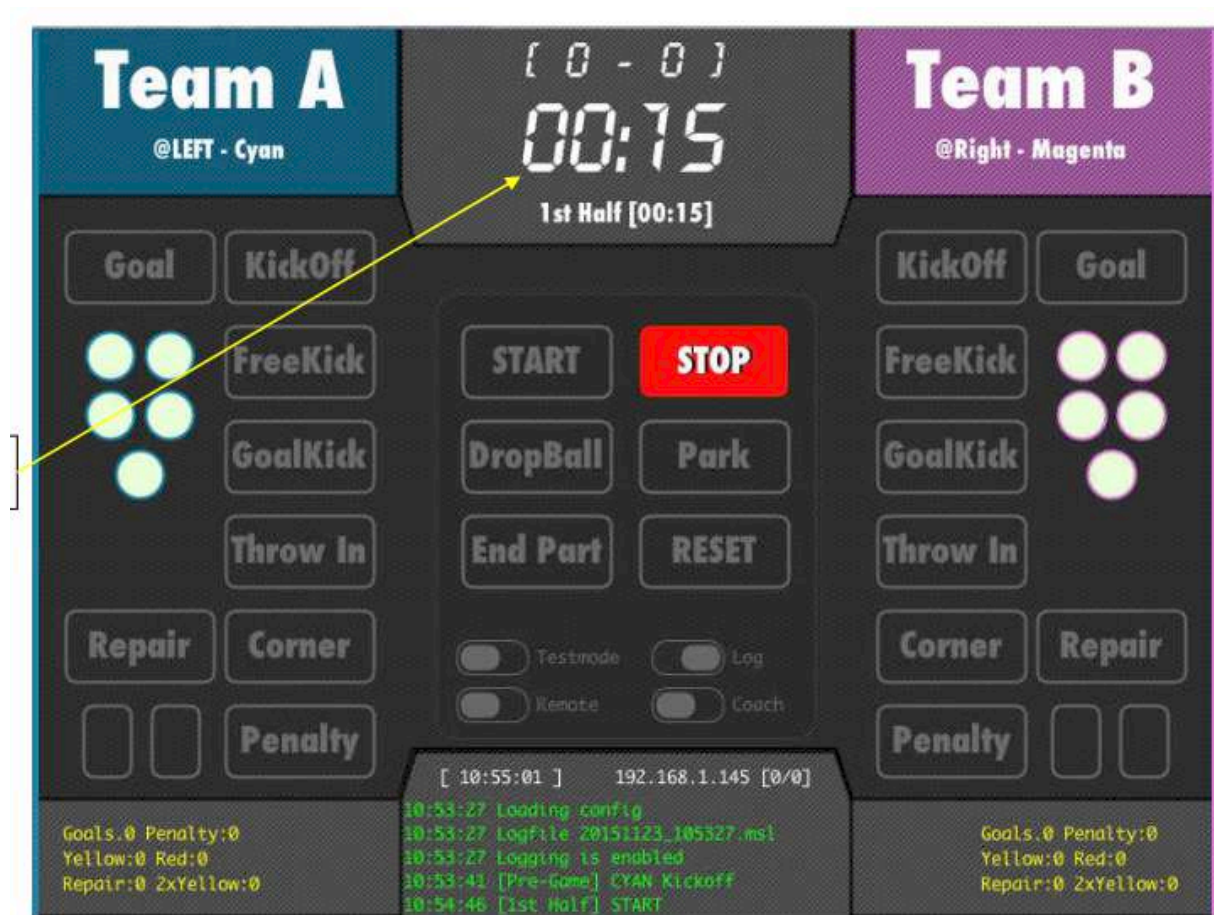 Team A
@LEFT - Cyan
[ 0 - 0 ]
00:15
1st Half [00:15]
Team B
@Right - Magenta
Goal
KickOff
FreeKick
GoalKick
Throw In
Repair
Corner
Penalty
START
STOP
DropBall
Park
End Part
RESET
Testmode
Log
Remote
Coach
KickOff
Goal
FreeKick
GoalKick
Throw In
Corner
Repair
Penalty
Goals.0 Penalty:0
Yellow:0 Red:0
Repair:0 2xYellow:0
[ 10:55:01 ] 192.168.1.145 [0/0]
10:53:27 Loading config
10:53:27 Logfile 20151123_105327.msl
10:53:27 Logging is enabled
10:53:41 [Pre-Game] CYAN Kickoff
10:54:46 [1st Half] START
Goals.0 Penalty:0
Yellow:0 Red:0
Repair:0 2xYellow:0